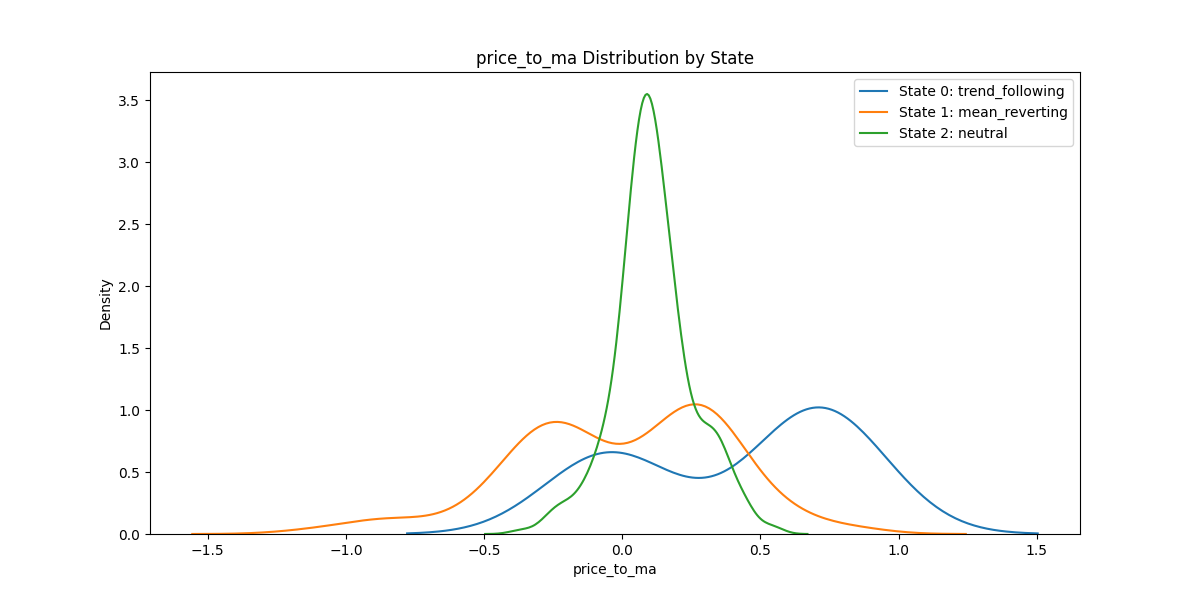 price_to_ma Distribution by State
State 0: trend_following
State 1: mean_reverting
State 2: neutral
Density
3.5
3.0
2.5
2.0
1.5
1.0
0.5
0.0
−1.5 −1.0 −0.5 0.0 0.5 1.0 1.5
price_to_ma